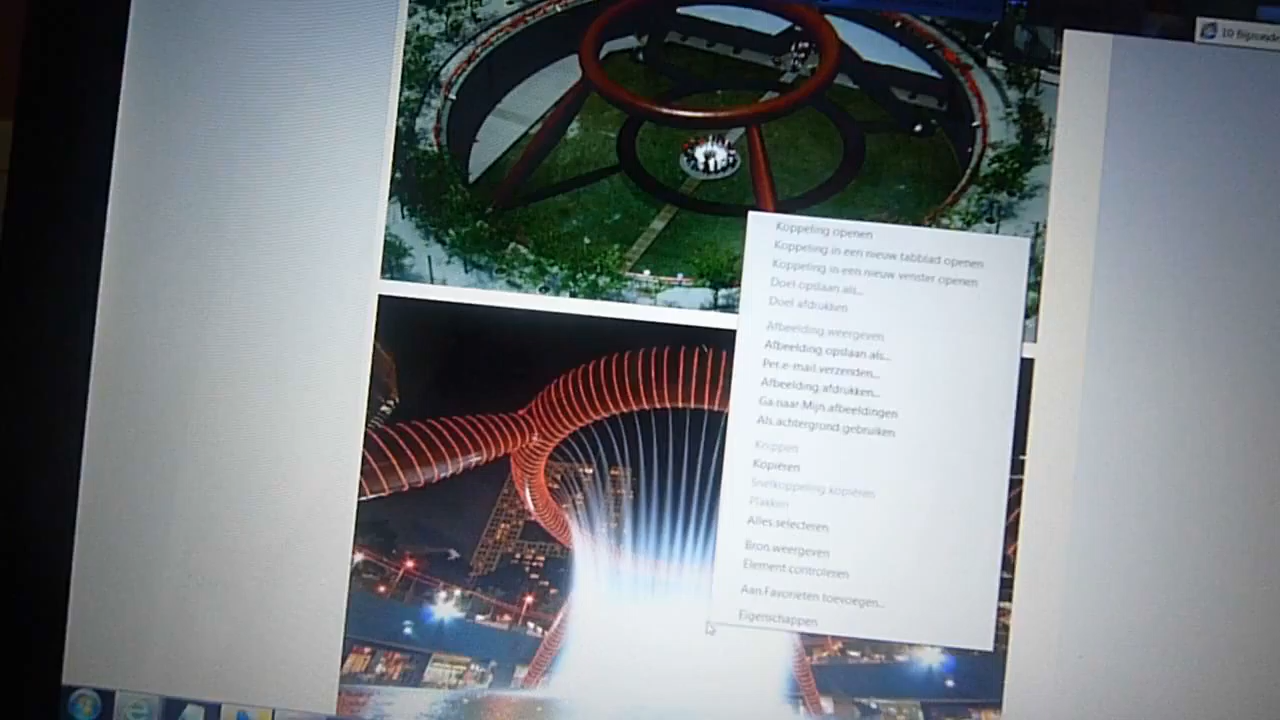 10 Bijzonde
Koppeling openen
Koppeling in een nieuw tabblad openen
Koppeling in een nieuw venster openen
Doel opslaan als...
Doel afdrukken
Afbeelding weergeven
Afbeelding opslaan als...
Per e-mail verzenden...
Afbeelding afdrukken...
Ga naar Mijn afbeeldingen
Als achtergrond gebruiken
Knippen
Kopiëren
Snelkoppeling kopiëren
Plakken
Alles selecteren
Bron weergeven
Element controleren
Aan Favorieten toevoegen...
Eigenschappen